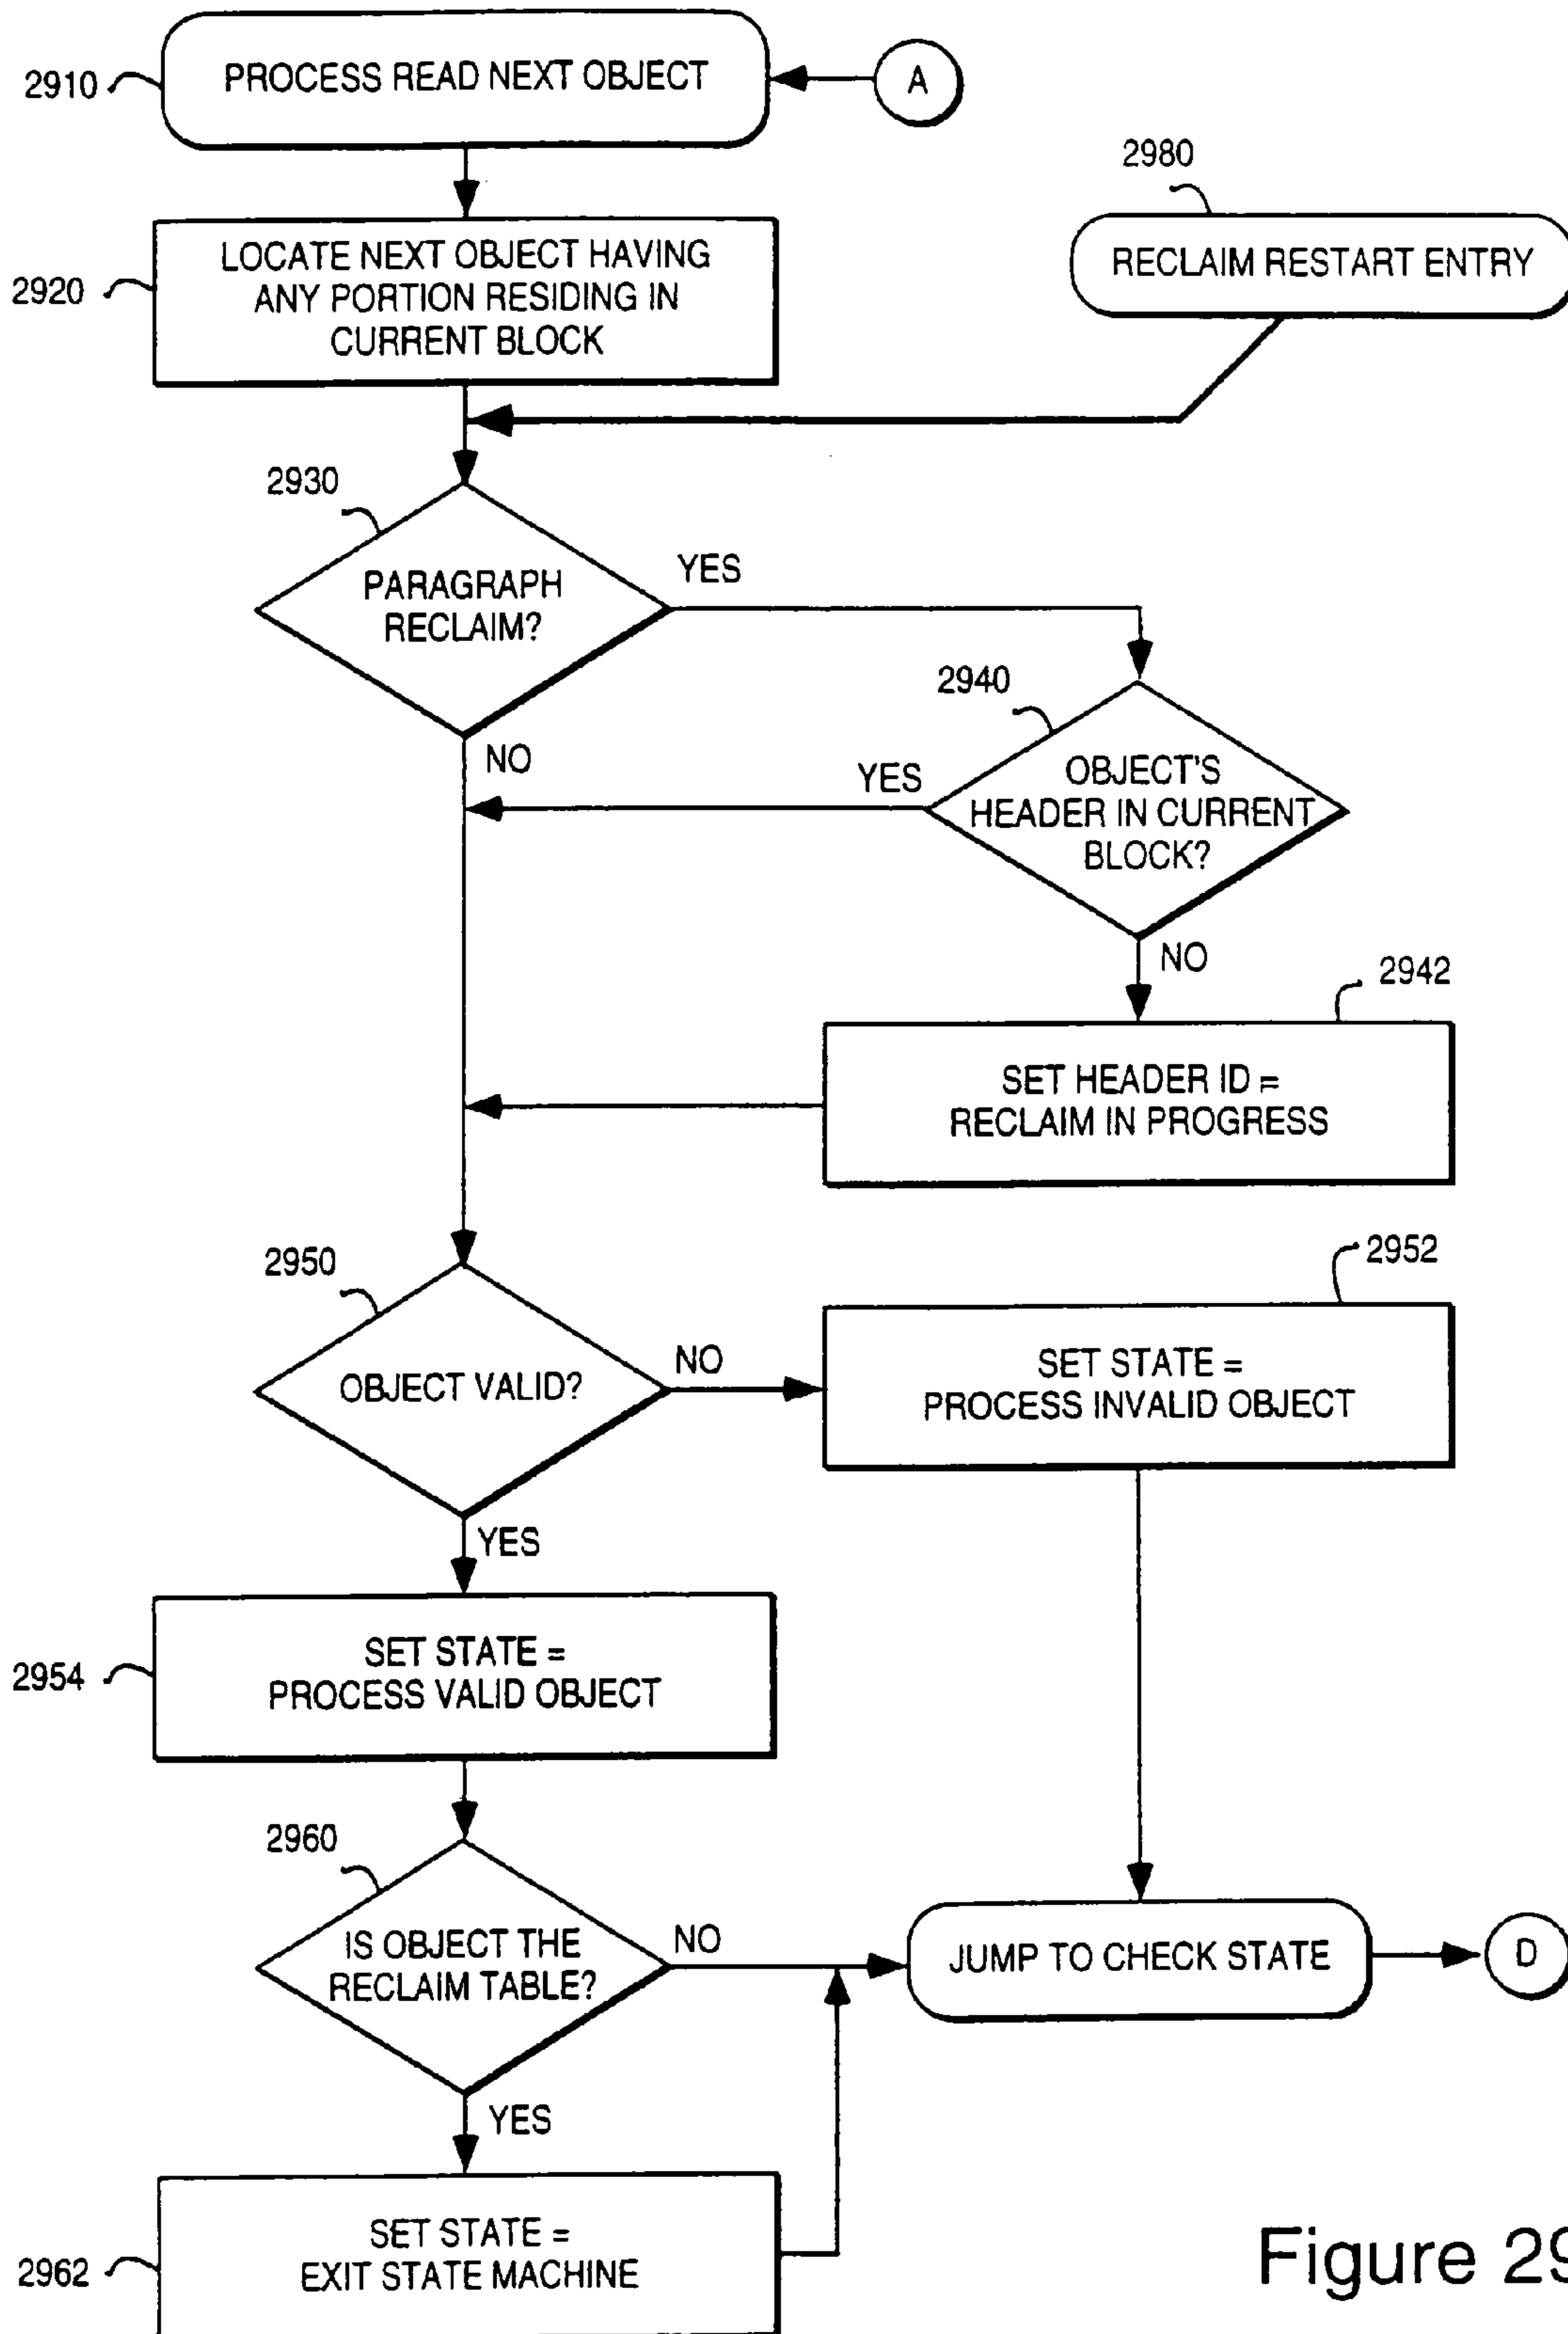 2910
PROCESS READ NEXT OBJECT
A
2980
RECLAIM RESTART ENTRY
2920
LOCATE NEXT OBJECT HAVING
ANY PORTION RESIDING IN
CURRENT BLOCK
2930
PARAGRAPH
RECLAIM?
YES
NO
2940
OBJECT'S
HEADER IN CURRENT
BLOCK?
YES
NO
2942
SET HEADER ID =
RECLAIM IN PROGRESS
2950
OBJECT VALID?
NO
2952
SET STATE =
PROCESS INVALID OBJECT
YES
2954
SET STATE =
PROCESS VALID OBJECT
2960
IS OBJECT THE
RECLAIM TABLE?
NO
JUMP TO CHECK STATE
D
YES
2962
SET STATE =
EXIT STATE MACHINE
Figure 29